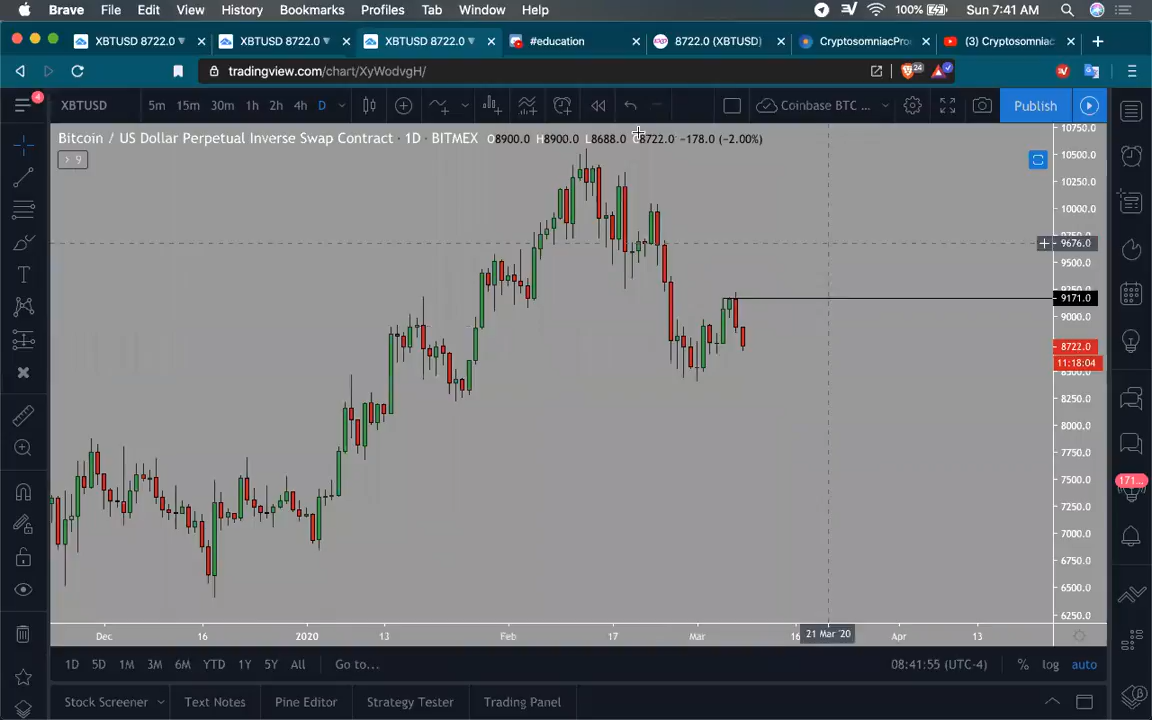 Brave File Edit View History Bookmarks Profiles Tab Window Help 100% Sun 7:41 AM
XBTUSD 8722.0 XBTUSD 8722.0 XBTUSD 8722.0 #education 8722.0 (XBTUSD) CryptosomniacPro (3) Cryptosomniac
tradingview.com/chart/XyWodvgH/ 24
4 XBTUSD 5m 15m 30m 1h 2h 4h D Coinbase BTC ... Publish
Bitcoin / US Dollar Perpetual Inverse Swap Contract · 1D · BITMEX O8900.0 H8900.0 L8688.0 C8722.0 −178.0 (−2.00%)
> 9
10750.0
10500.0
10250.0
10000.0
9676.0
9500.0
9171.0
9000.0
8722.0
11:18:04
8500.0
8250.0
8000.0
7750.0
7500.0
171...
7250.0
7000.0
6750.0
6500.0
6250.0
Dec 16 2020 13 Feb 17 Mar 16 21 Mar '20 Apr 13
1D 5D 1M 3M 6M YTD 1Y 5Y All Go to... 08:41:55 (UTC-4) % log auto
Stock Screener Text Notes Pine Editor Strategy Tester Trading Panel